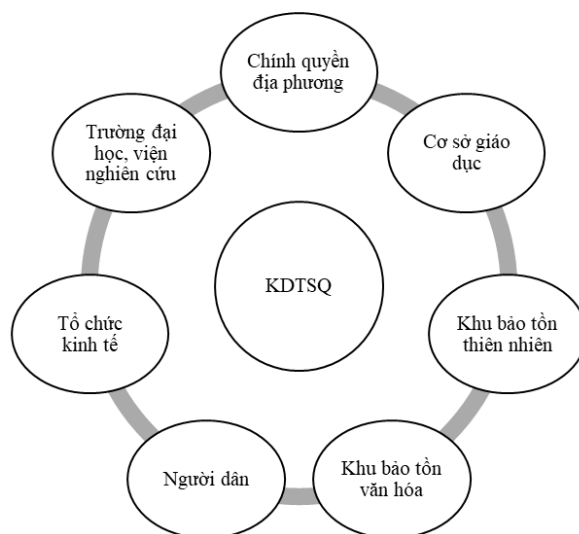 Chính quyền
địa phương
Cơ sở giáo
dục
Khu bảo tồn
thiên nhiên
Khu bảo tồn
văn hóa
Người dân
Tổ chức
kinh tế
Trường đại
học, viện
nghiên cứu
KDTSQ